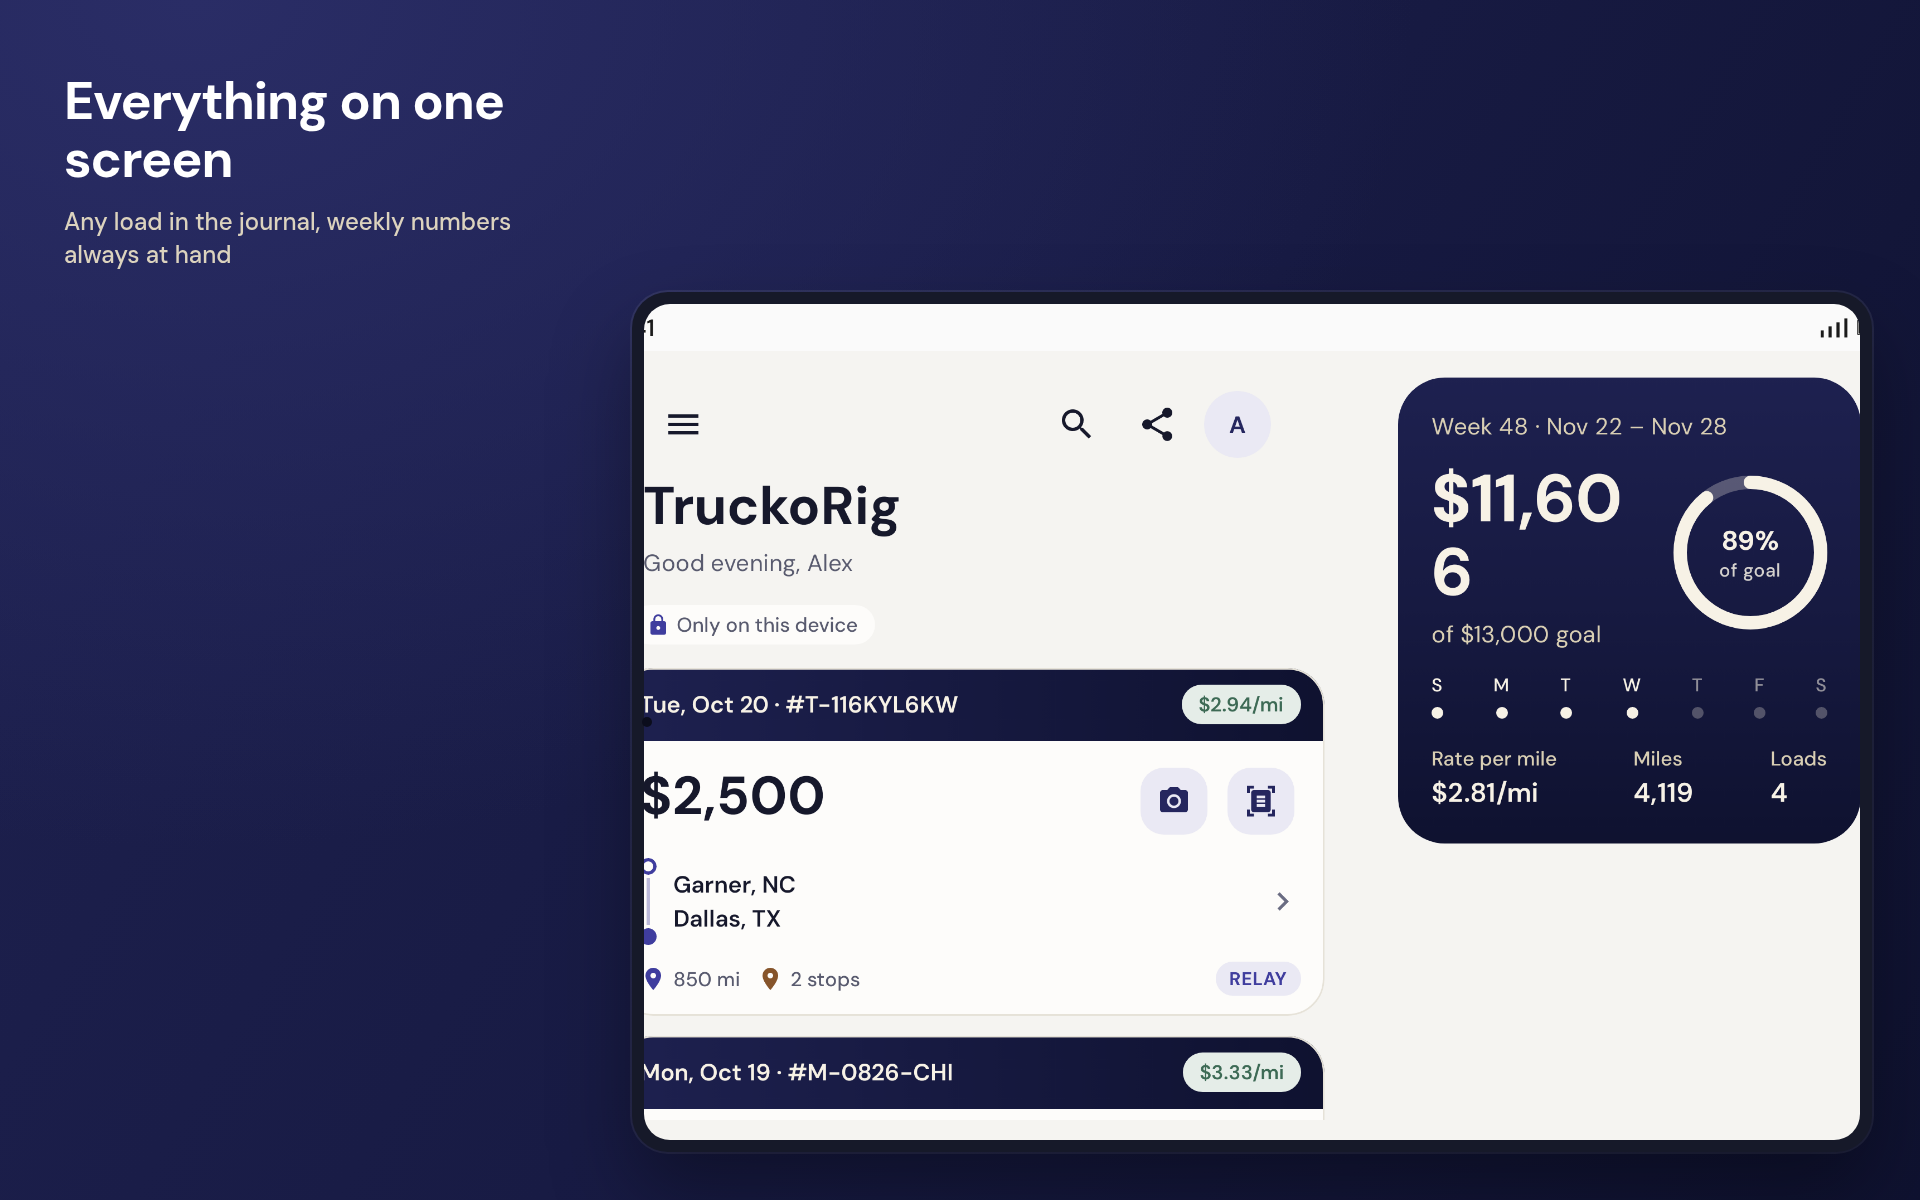 Everything on one
screen
Any load in the journal, weekly numbers
always at hand
A
TruckoRig
Good evening, Alex
Only on this device
Tue, Oct 20 · #T-116KYL6KW
$2.94/mi
$2,500
Garner, NC
Dallas, TX
850 mi
2 stops
RELAY
Mon, Oct 19 · #M-0826-CHI
$3.33/mi
Week 48 · Nov 22 – Nov 28
$11,60
6
89%
of goal
of $13,000 goal
S M T W T F S
Rate per mile Miles Loads
$2.81/mi 4,119 4